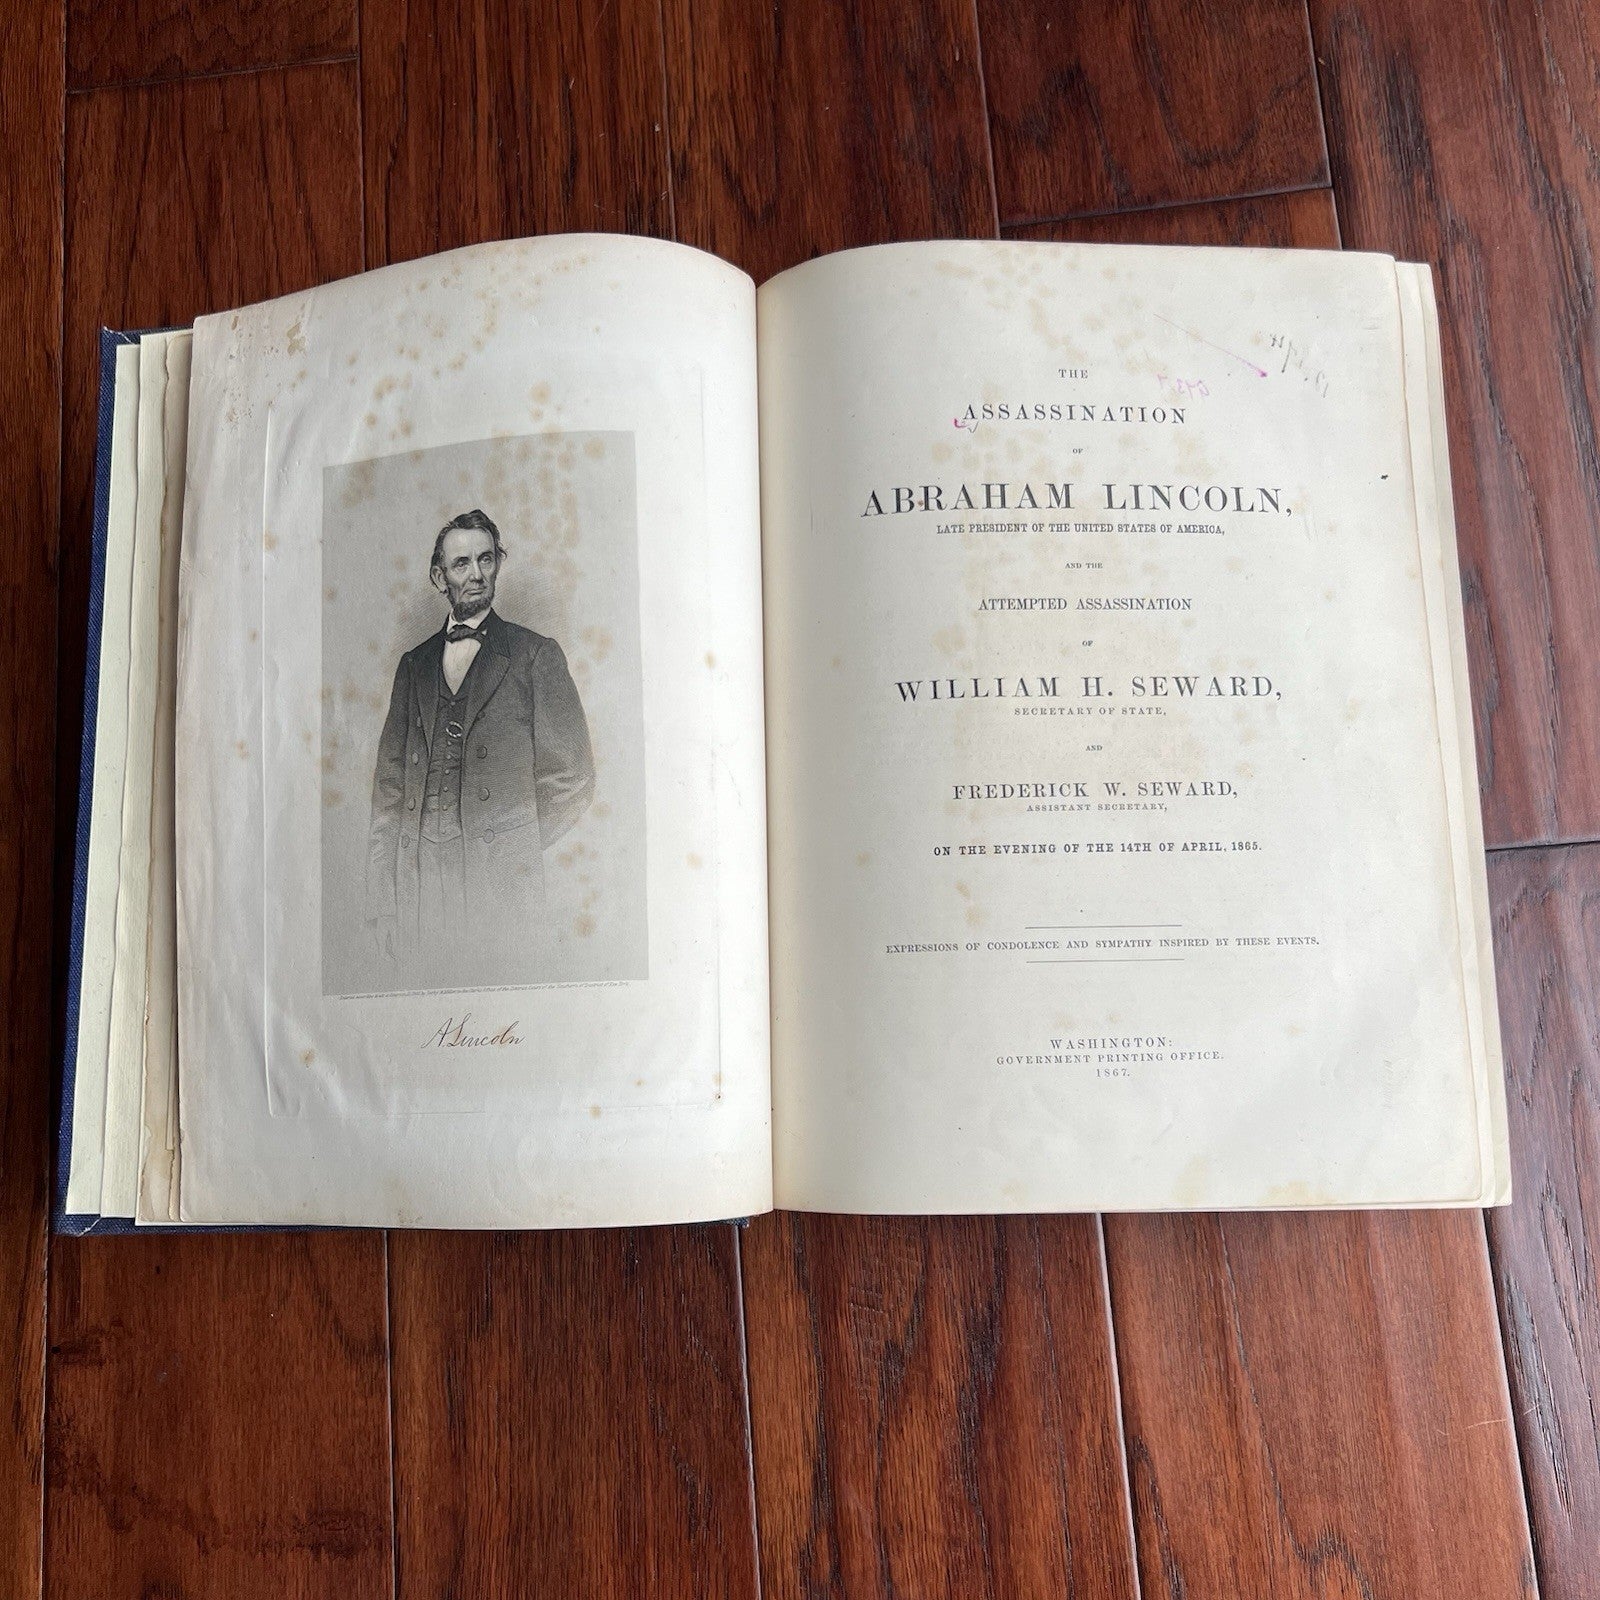 A. Lincoln
THE
ASSASSINATION
OF
ABRAHAM LINCOLN,
LATE PRESIDENT OF THE UNITED STATES OF AMERICA,
AND THE
ATTEMPTED ASSASSINATION
OF
WILLIAM H. SEWARD,
SECRETARY OF STATE,
AND
FREDERICK W. SEWARD,
ASSISTANT SECRETARY,
ON THE EVENING OF THE 14TH OF APRIL, 1865.
EXPRESSIONS OF CONDOLENCE AND SYMPATHY INSPIRED BY THESE EVENTS.
WASHINGTON:
GOVERNMENT PRINTING OFFICE.
1867.